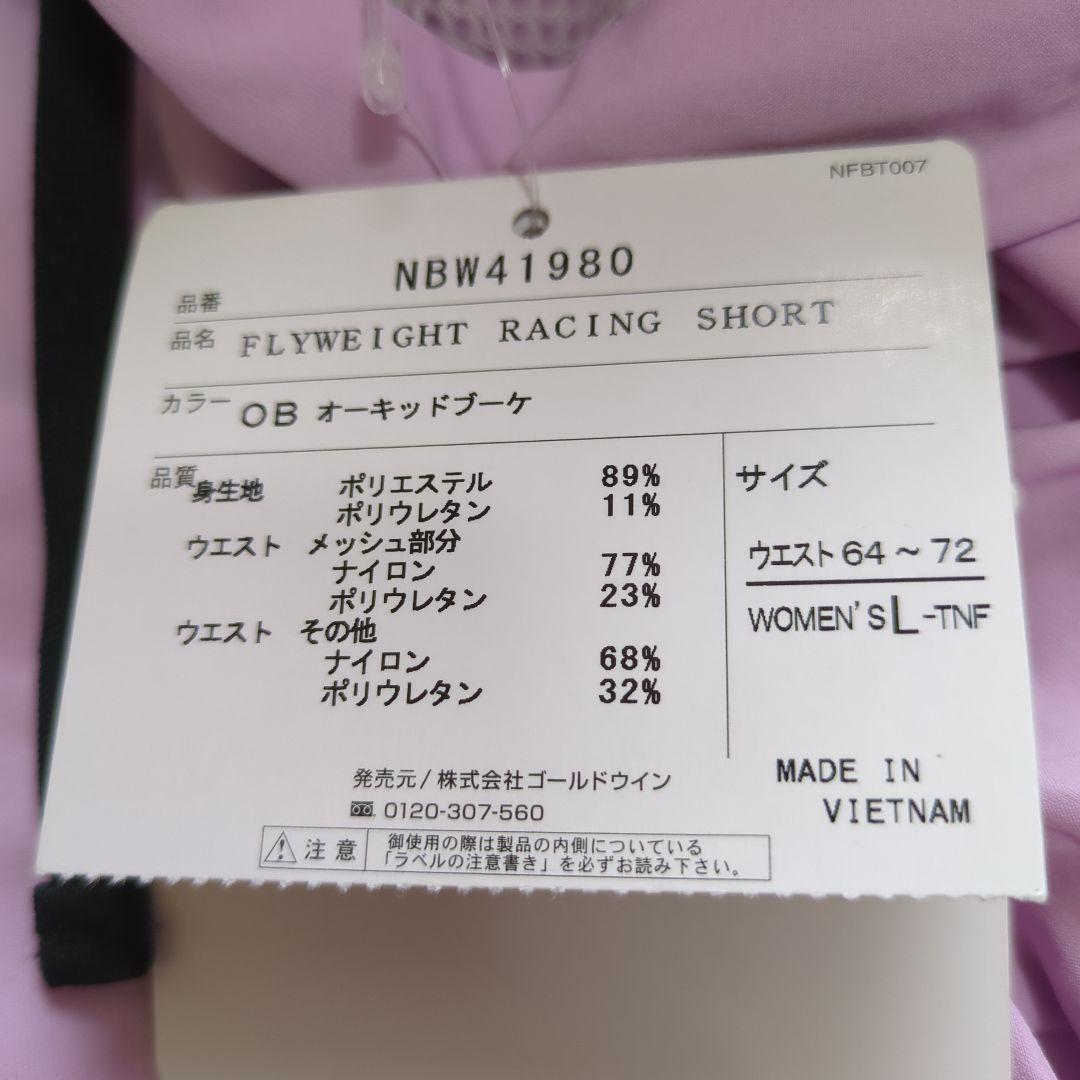 NFBT007
品番 NBW41980
品名 FLYWEIGHT RACING SHORT
カラー OB オーキッドブーケ
品質 身生地 ポリエステル 89%
ポリウレタン 11%
ウエスト メッシュ部分
ナイロン 77%
ポリウレタン 23%
ウエスト その他
ナイロン 68%
ポリウレタン 32%
サイズ
ウエスト 64~72
WOMEN'S L-TNF
MADE IN
VIETNAM
発売元/株式会社ゴールドウイン
0120-307-560
注意
御使用の際は製品の内側についている
「ラベルの注意書き」を必ずお読み下さい。